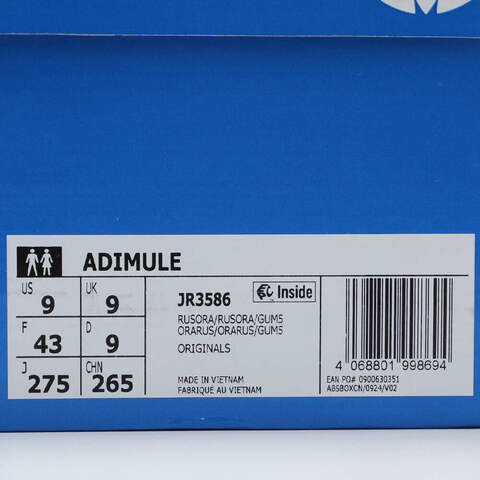 ADIMULE
US 9 UK 9
F 43 D 9
J 275 CHN 265
JR3586
Inside
RUSORA/RUSORA/GUM5
ORARUS/ORARUS/GUM5
ORIGINALS
MADE IN VIETNAM
FABRIQUÉ AU VIETNAM
4 068801 998694
EAN PO# 0900630351
ABSBOXCN/0924/V02